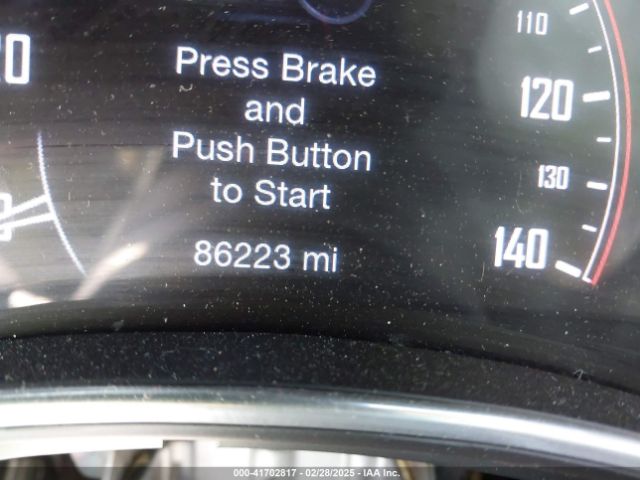 110
20
Press Brake
120
and
Push Button
130
to Start
140
86223 mi
000-41702817 - 02/28/2025 - IAA Inc.